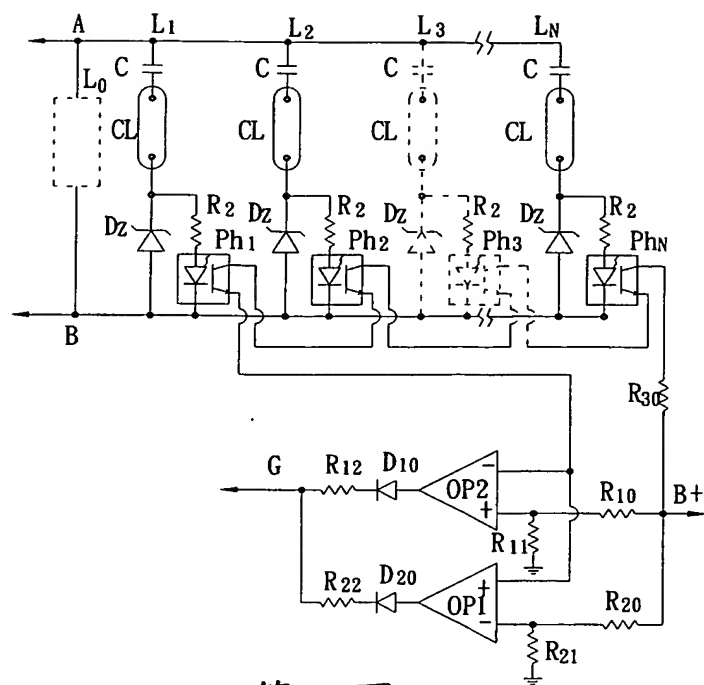 A L1 L2 L3 LN
C C C C
L0
CL CL CL CL
R2 R2 R2 R2
DZ DZ DZ DZ
Ph1 Ph2 Ph3 PhN
B
R30
G R12 D10 OP2 - + R10 B+
R11
R22 D20 OP1 + - R20
R21